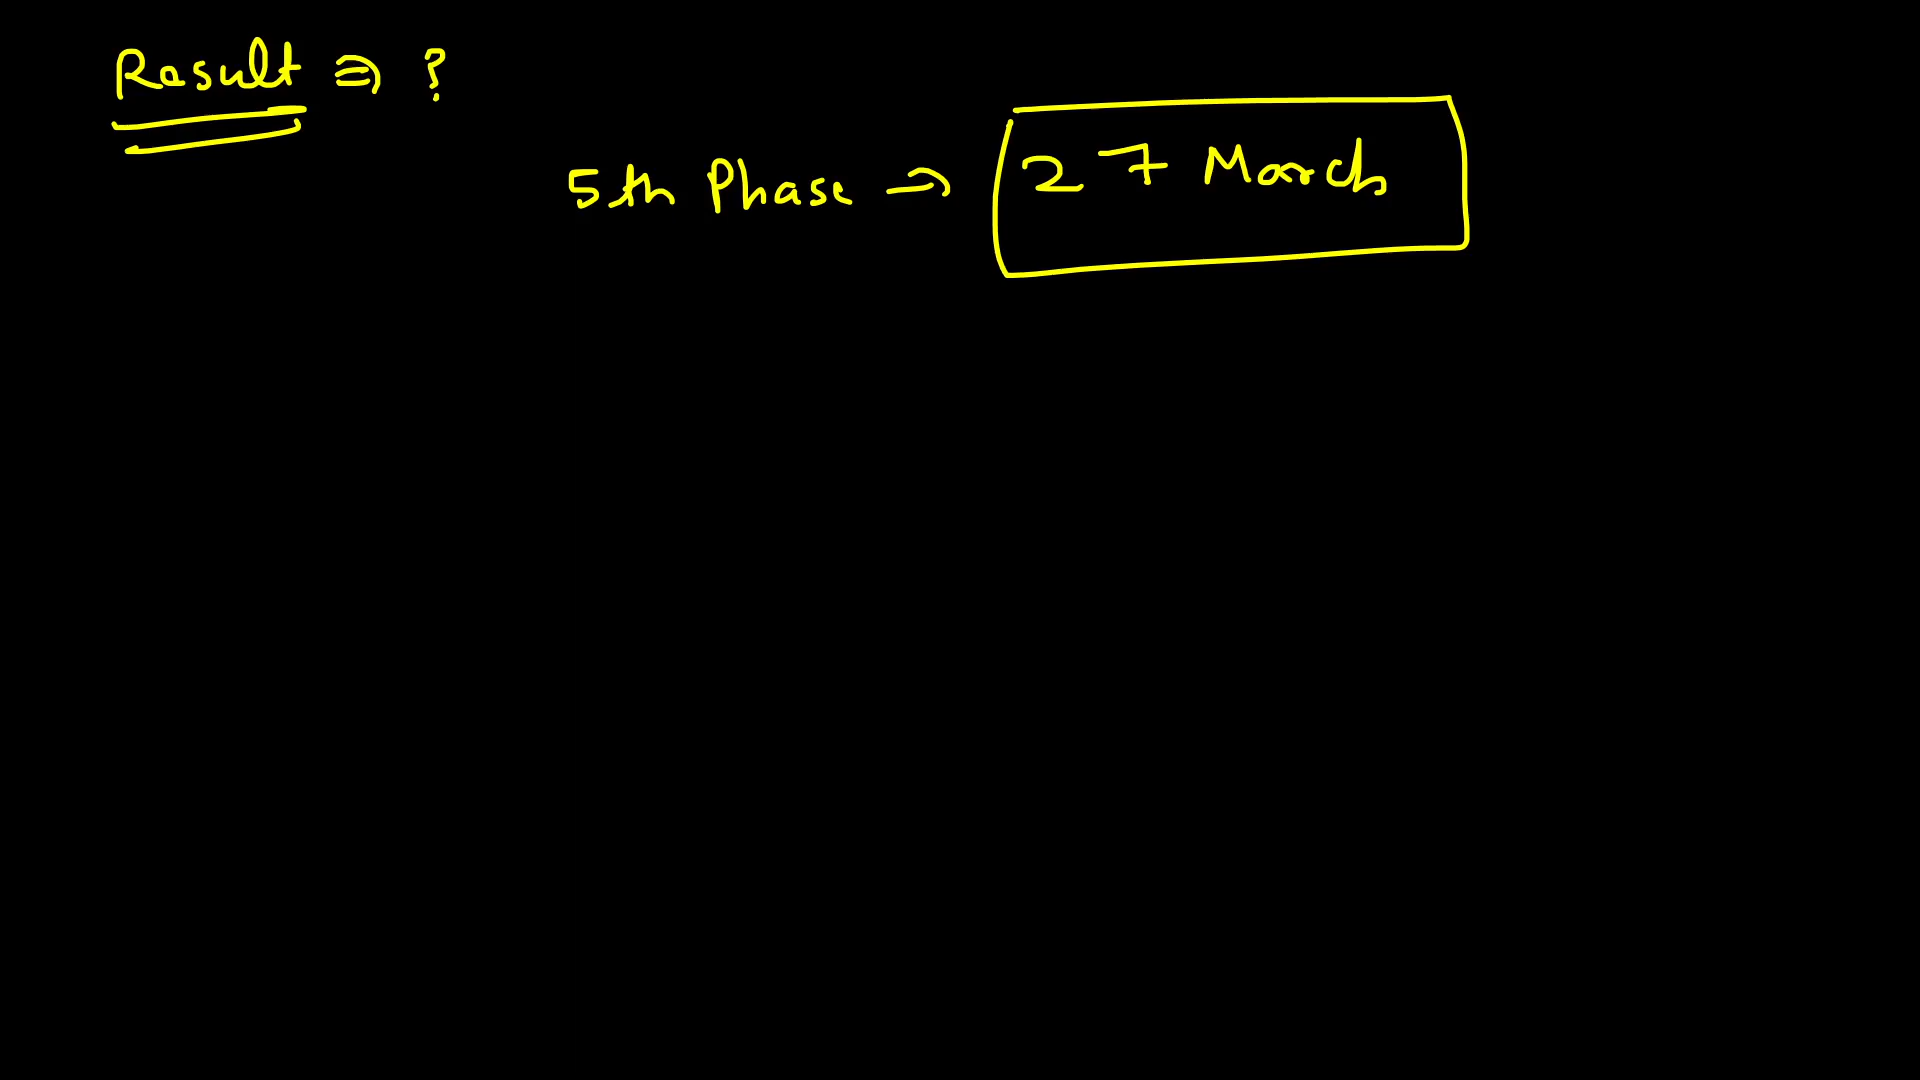 Result ⇒ ?
5th Phase → 27 March